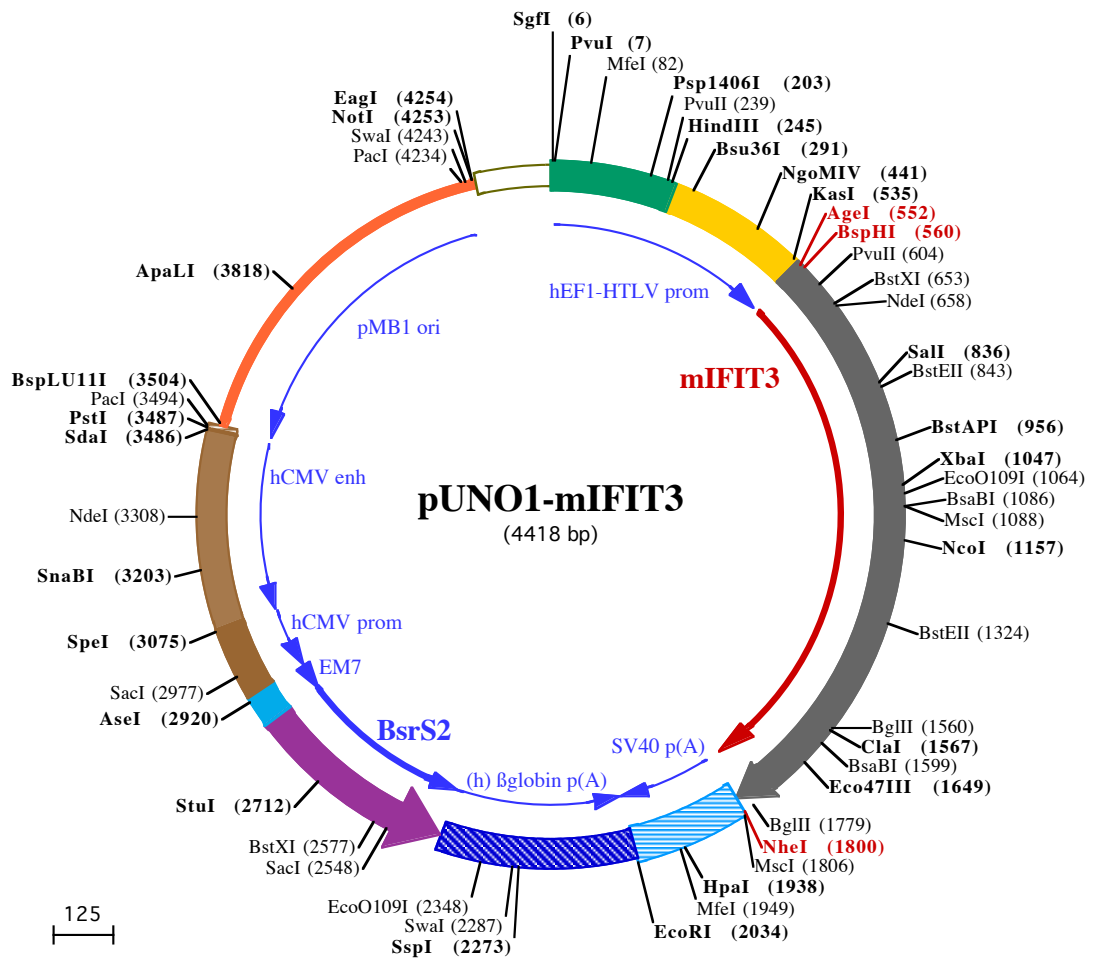 SgfI (6)
PvuI (7)
MfeI (82)
Psp1406I (203)
PvuII (239)
HindIII (245)
Bsu36I (291)
NgoMIV (441)
KasI (535)
AgeI (552)
BspHI (560)
PvuII (604)
BstXI (653)
NdeI (658)
SalI (836)
BstEII (843)
BstAPI (956)
XbaI (1047)
EcoO109I (1064)
BsaBI (1086)
MscI (1088)
NcoI (1157)
BstEII (1324)
BglII (1560)
ClaI (1567)
BsaBI (1599)
Eco47III (1649)
BglII (1779)
NheI (1800)
MscI (1806)
HpaI (1938)
MfeI (1949)
EcoRI (2034)
SspI (2273)
SwaI (2287)
EcoO109I (2348)
SacI (2548)
BstXI (2577)
StuI (2712)
AseI (2920)
SacI (2977)
SpeI (3075)
SnaBI (3203)
NdeI (3308)
SdaI (3486)
PstI (3487)
PacI (3494)
BspLU11I (3504)
ApaLI (3818)
PacI (4234)
SwaI (4243)
NotI (4253)
EagI (4254)
hEF1-HTLV prom
mIFIT3
SV40 p(A)
(h) ßglobin p(A)
BsrS2
EM7
hCMV prom
hCMV enh
pMB1 ori
pUNO1-mIFIT3
(4418 bp)
125